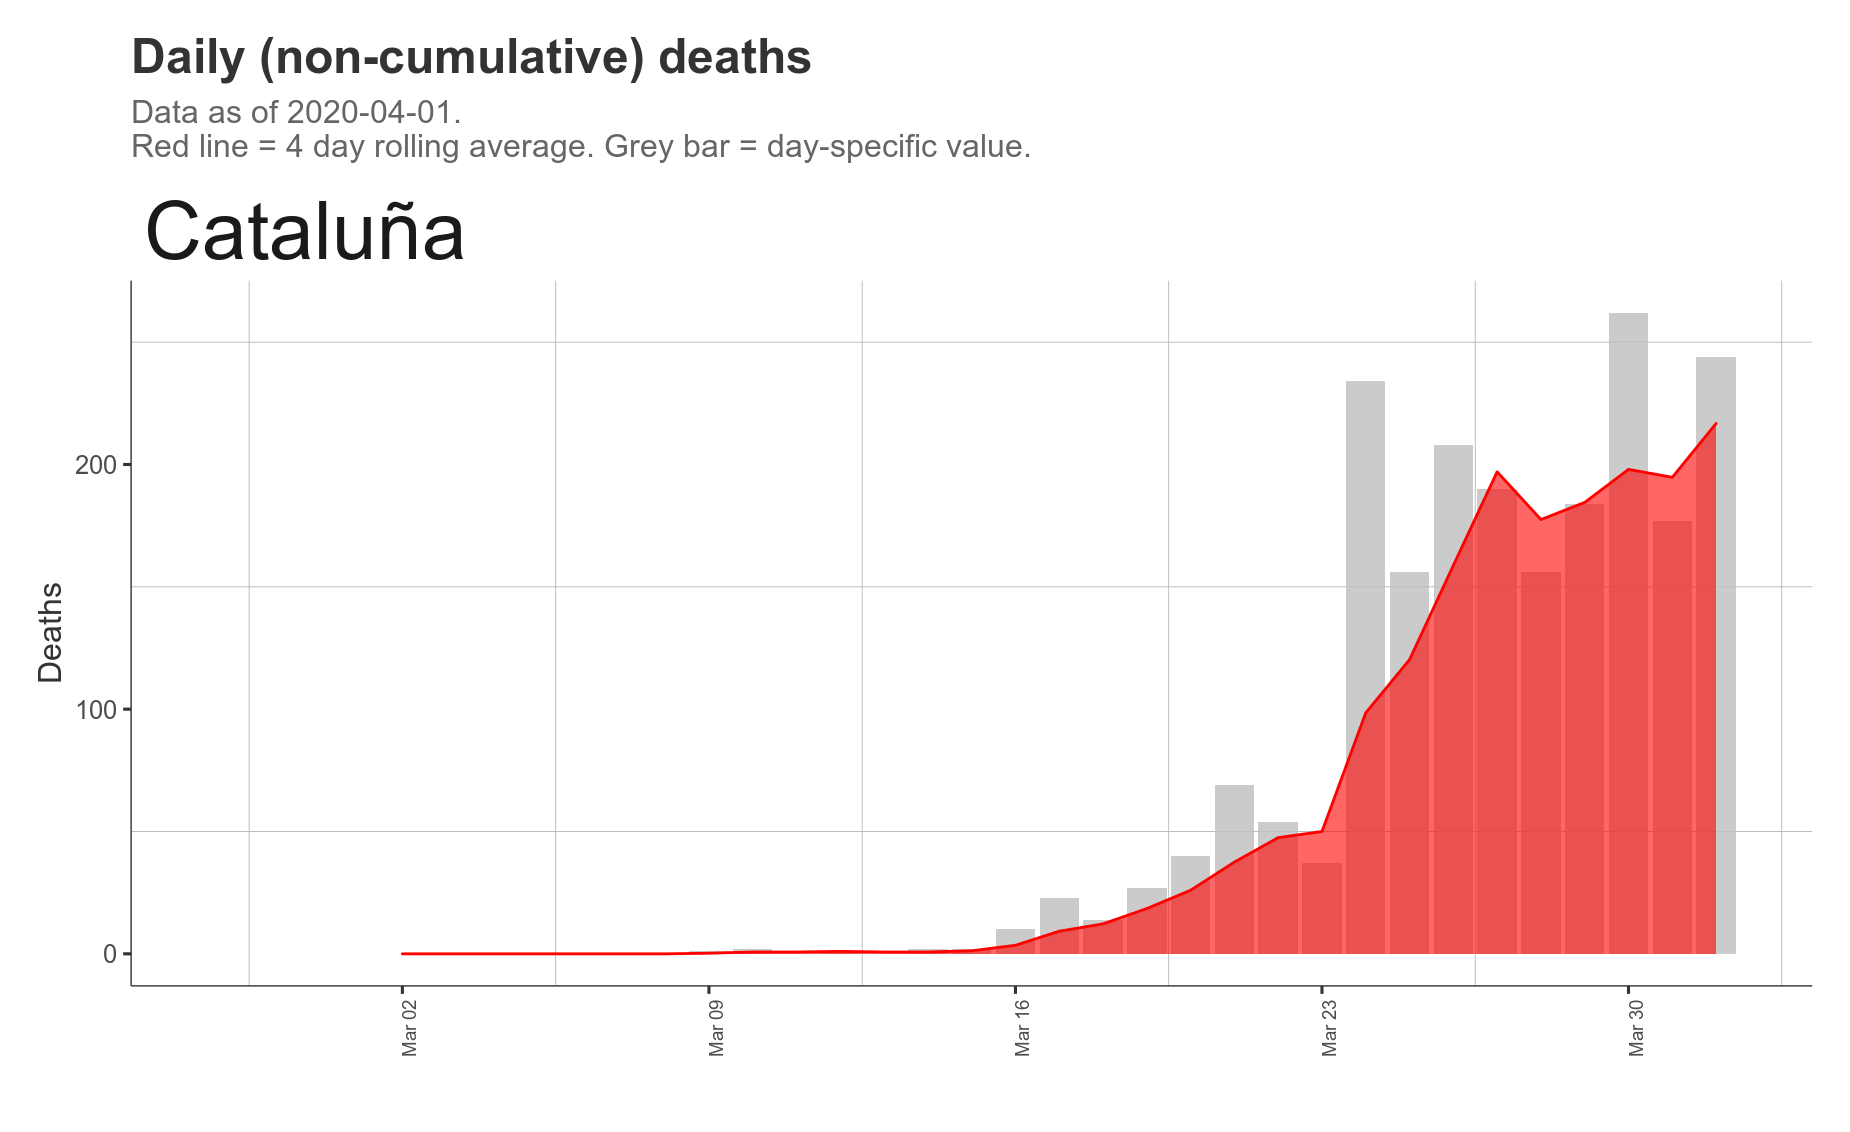 Daily (non-cumulative) deaths
Data as of 2020-04-01.
Red line = 4 day rolling average. Grey bar = day-specific value.
Cataluña
Deaths
200
100
0
Mar 02
Mar 09
Mar 16
Mar 23
Mar 30